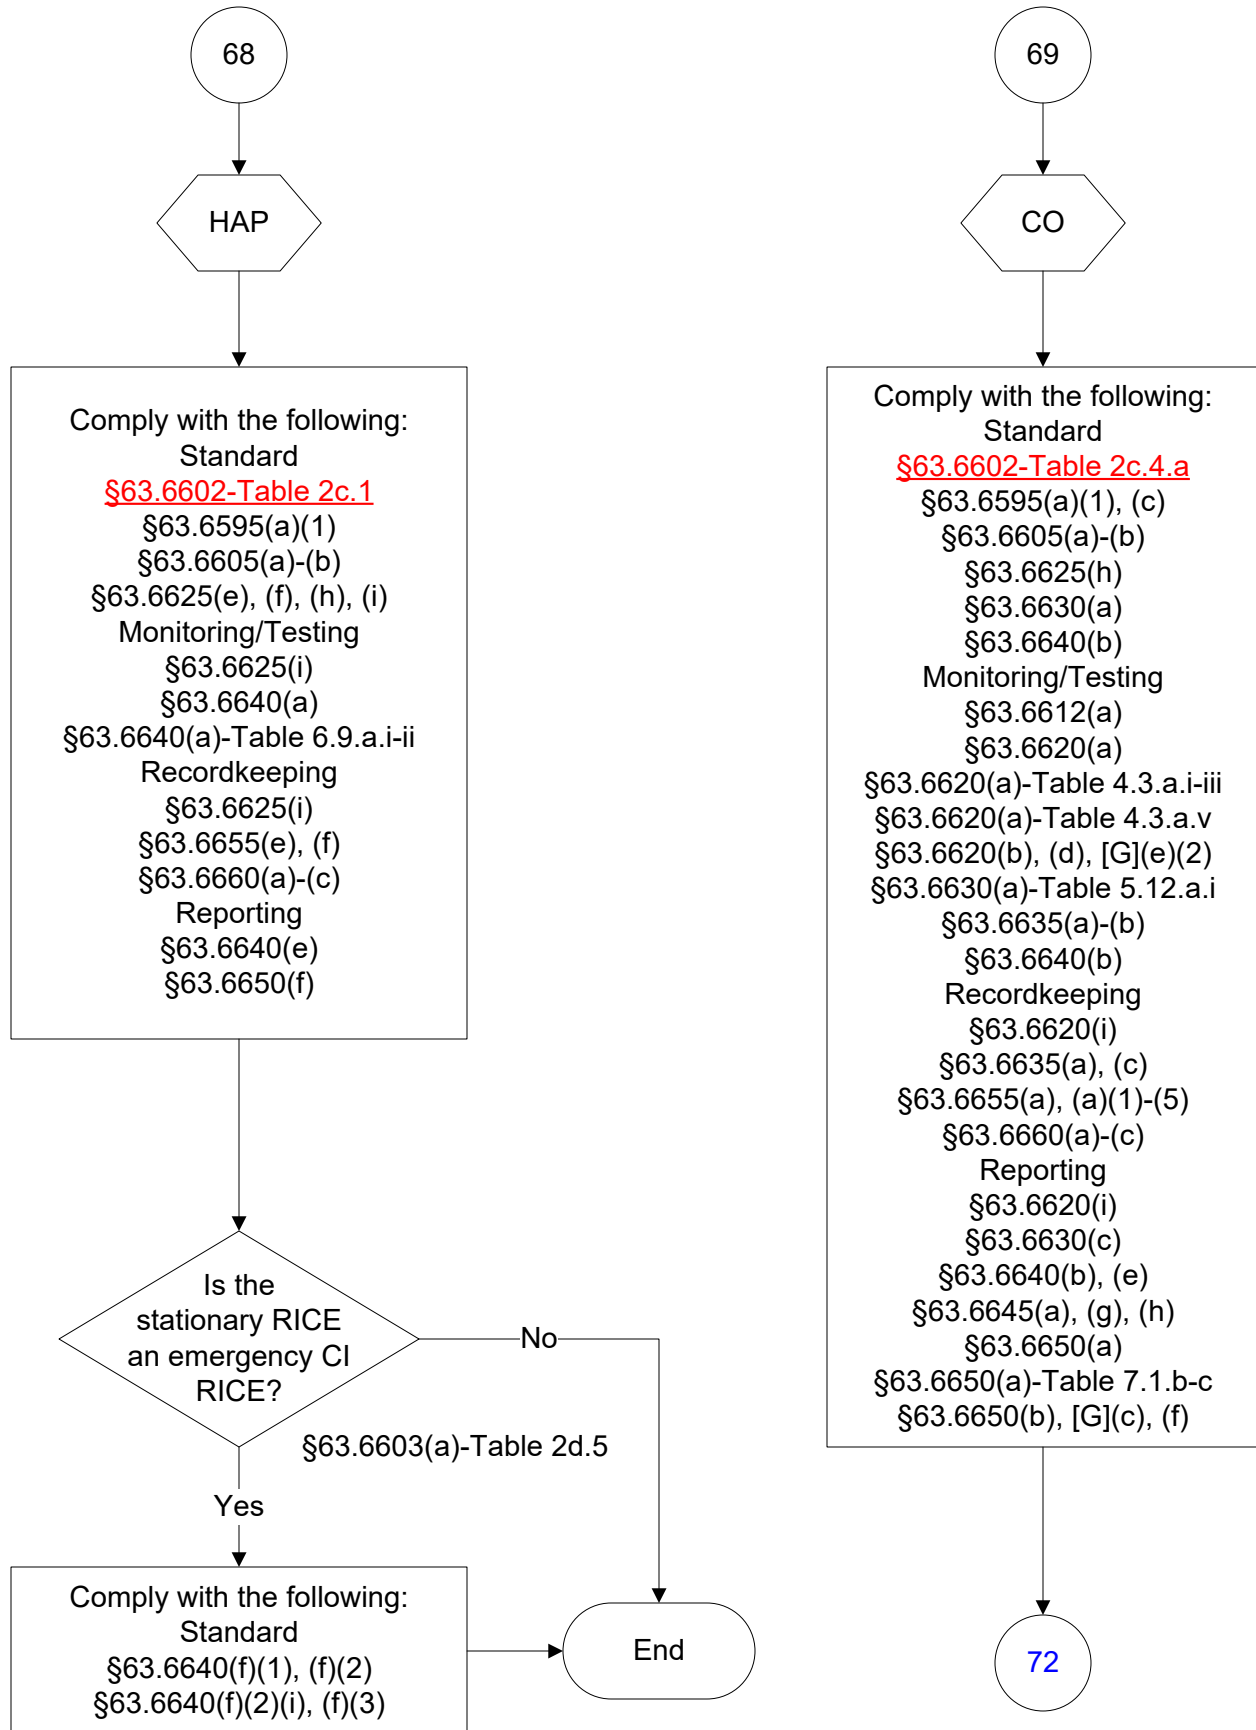 68
HAP
Comply with the following:
Standard
§63.6602-Table 2c.1
§63.6595(a)(1)
§63.6605(a)-(b)
§63.6625(e), (f), (h), (i)
Monitoring/Testing
§63.6625(i)
§63.6640(a)
§63.6640(a)-Table 6.9.a.i-ii
Recordkeeping
§63.6625(i)
§63.6655(e), (f)
§63.6660(a)-(c)
Reporting
§63.6640(e)
§63.6650(f)
Is the
stationary RICE
an emergency CI
RICE?
No
§63.6603(a)-Table 2d.5
Yes
Comply with the following:
Standard
§63.6640(f)(1), (f)(2)
§63.6640(f)(2)(i), (f)(3)
End
69
CO
Comply with the following:
Standard
§63.6602-Table 2c.4.a
§63.6595(a)(1), (c)
§63.6605(a)-(b)
§63.6625(h)
§63.6630(a)
§63.6640(b)
Monitoring/Testing
§63.6612(a)
§63.6620(a)
§63.6620(a)-Table 4.3.a.i-iii
§63.6620(a)-Table 4.3.a.v
§63.6620(b), (d), [G](e)(2)
§63.6630(a)-Table 5.12.a.i
§63.6635(a)-(b)
§63.6640(b)
Recordkeeping
§63.6620(i)
§63.6635(a), (c)
§63.6655(a), (a)(1)-(5)
§63.6660(a)-(c)
Reporting
§63.6620(i)
§63.6630(c)
§63.6640(b), (e)
§63.6645(a), (g), (h)
§63.6650(a)
§63.6650(a)-Table 7.1.b-c
§63.6650(b), [G](c), (f)
72